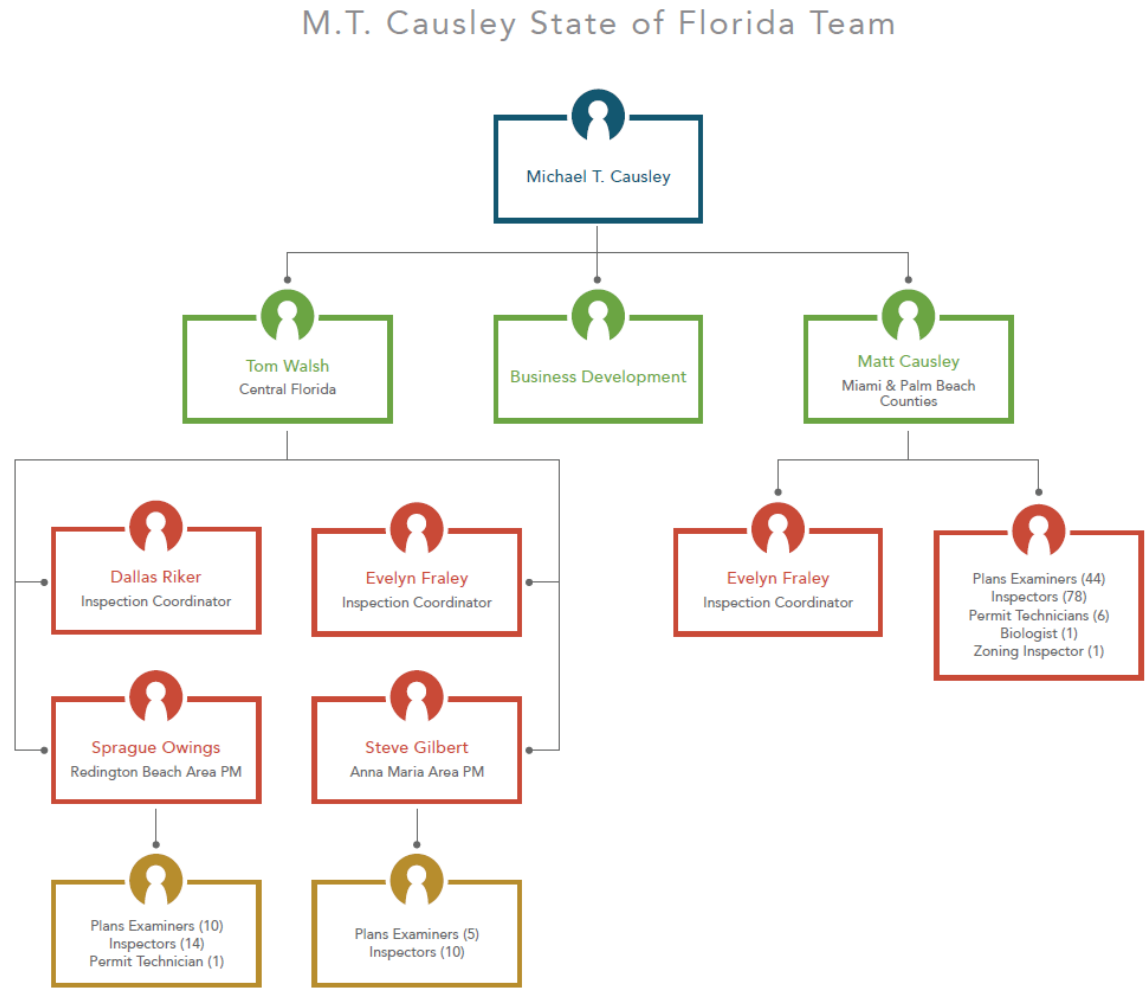 M.T. Causley State of Florida Team
Michael T. Causley
Tom Walsh
Central Florida
Business Development
Matt Causley
Miami & Palm Beach
Counties
Dallas Riker
Inspection Coordinator
Evelyn Fraley
Inspection Coordinator
Evelyn Fraley
Inspection Coordinator
Plans Examiners (44)
Inspectors (78)
Permit Technicians (6)
Biologist (1)
Zoning Inspector (1)
Sprague Owings
Redington Beach Area PM
Steve Gilbert
Anna Maria Area PM
Plans Examiners (10)
Inspectors (14)
Permit Technician (1)
Plans Examiners (5)
Inspectors (10)